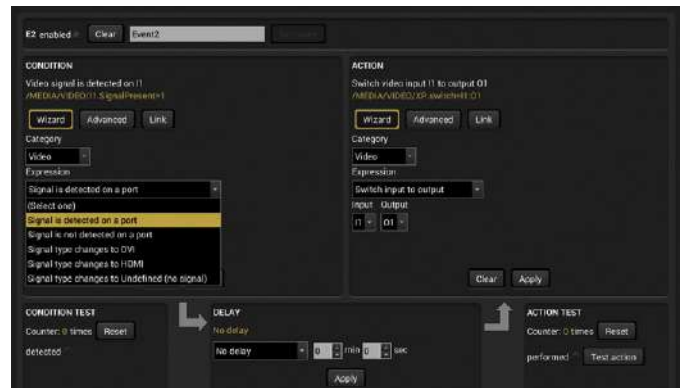 E2 enabled Clear Event2
CONDITION
Video signal is detected on I1
/MEDIA/VIDEO/I1.SignalPresent=1
Wizard Advanced Link
Category
Video
Expression
Signal is detected on a port
(Select one)
Signal is detected on a port
Signal is not detected on a port
Signal type changes to DVI
Signal type changes to HDMI
Signal type changes to Undefined (no signal)
ACTION
Switch video input I1 to output O1
/MEDIA/VIDEO/XP:switch=I1:O1
Wizard Advanced Link
Category
Video
Expression
Switch input to output
Input Output
I1 O1
Clear Apply
CONDITION TEST
Counter: 0 times Reset
detected
DELAY
No delay
No delay 0 min 0 sec
Apply
ACTION TEST
Counter: 0 times Reset
performed Test action